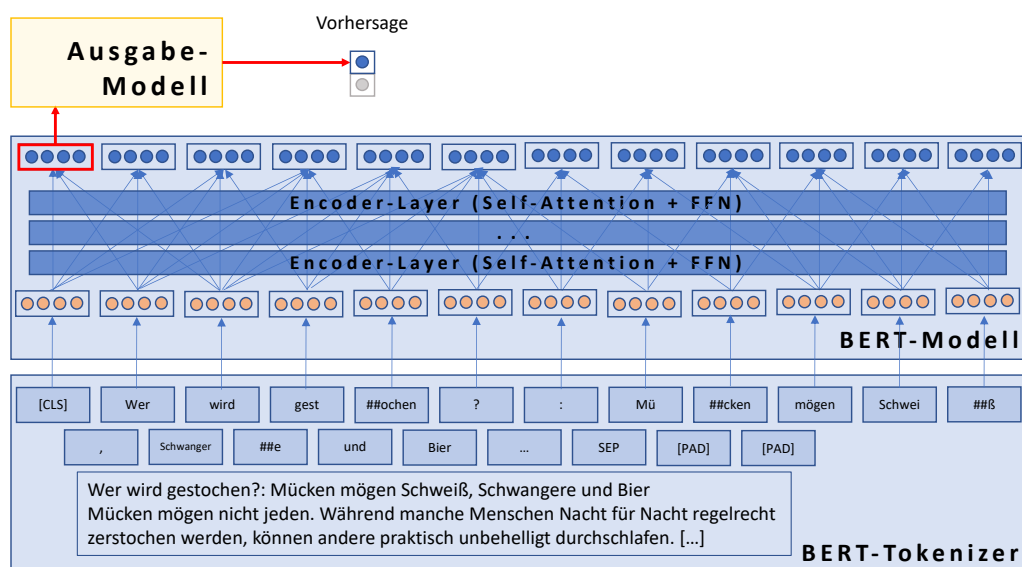 Vorhersage
Ausgabe-
Modell
Encoder-Layer (Self-Attention + FFN)
. . .
Encoder-Layer (Self-Attention + FFN)
BERT-Modell
[CLS] Wer wird gest ##ochen ? : Mü ##cken mögen Schwei ##ß
, Schwanger ##e und Bier ... SEP [PAD] [PAD]
Wer wird gestochen?: Mücken mögen Schweiß, Schwangere und Bier
Mücken mögen nicht jeden. Während manche Menschen Nacht für Nacht regelrecht
zerstochen werden, können andere praktisch unbehelligt durchschlafen. […]
BERT-Tokenizer